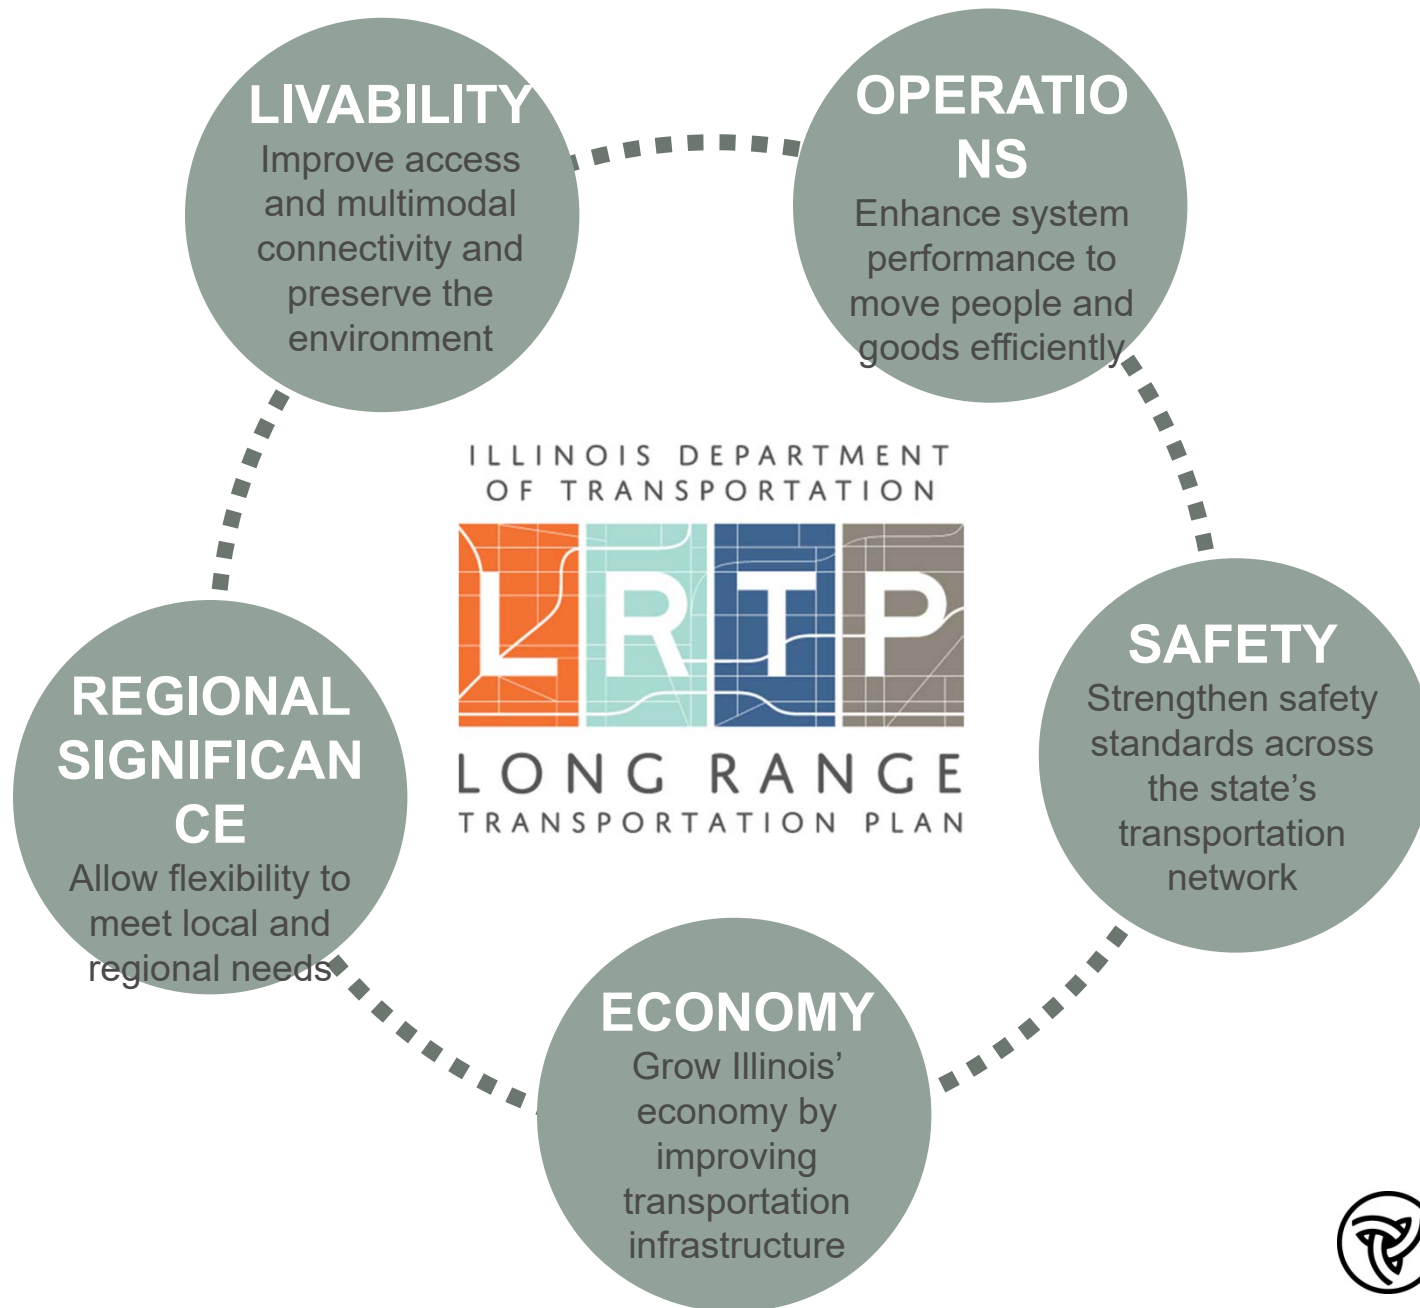 LIVABILITY
Improve access
and multimodal
connectivity and
preserve the
environment
OPERATIO
NS
Enhance system
performance to
move people and
goods efficiently
ILLINOIS DEPARTMENT
OF TRANSPORTATION
LRTP
LONG RANGE
TRANSPORTATION PLAN
REGIONAL
SIGNIFICAN
CE
Allow flexibility to
meet local and
regional needs
SAFETY
Strengthen safety
standards across
the state’s
transportation
network
ECONOMY
Grow Illinois’
economy by
improving
transportation
infrastructure